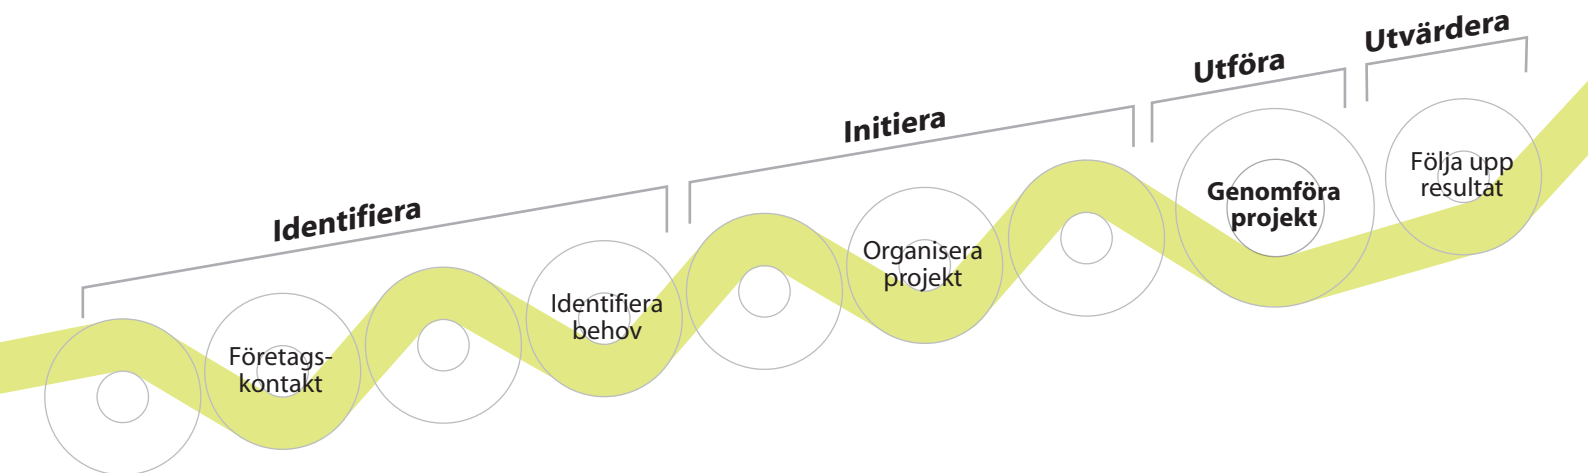 Identifiera
Initiera
Utföra
Utvärdera
Företags-
kontakt
Identifiera
behov
Organisera
projekt
Genomföra
projekt
Följa upp
resultat